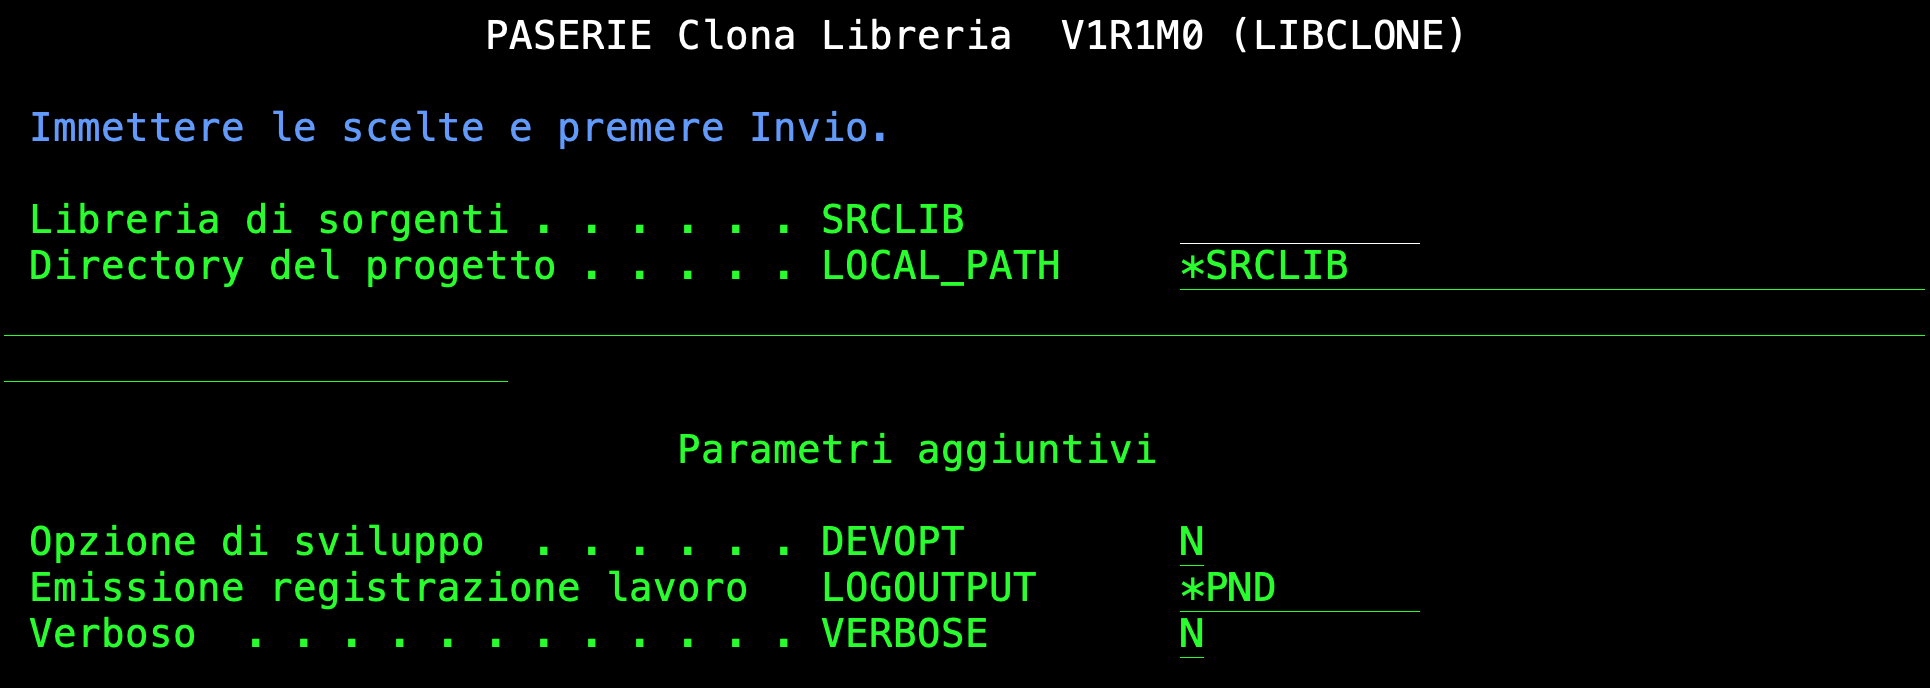 PASERIE Clona Libreria  V1R1M0 (LIBCLONE)
Immettere le scelte e premere Invio.
Libreria di sorgenti . . . . . . SRCLIB
Directory del progetto . . . . . LOCAL_PATH     *SRCLIB
Parametri aggiuntivi
Opzione di sviluppo  . . . . . . DEVOPT         N
Emissione registrazione lavoro   LOGOUTPUT      *PND
Verboso  . . . . . . . . . . . . VERBOSE        N